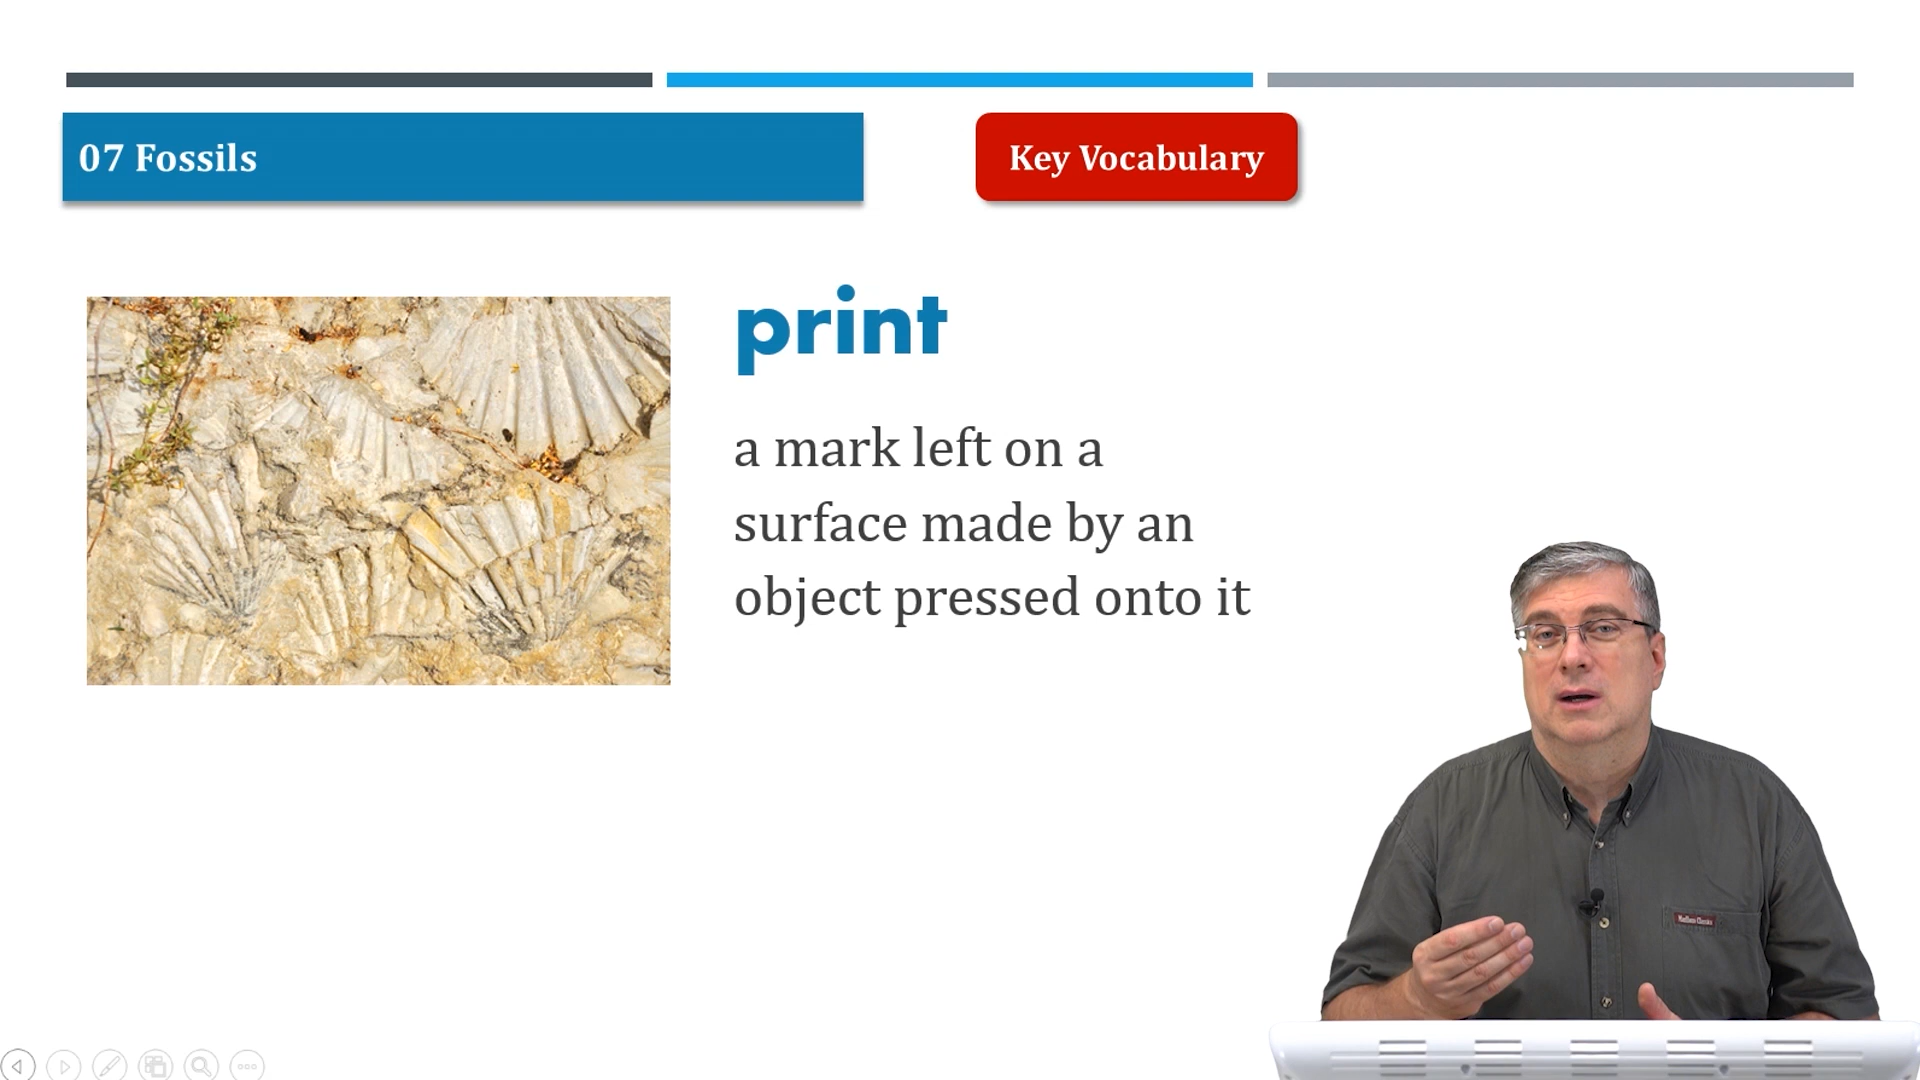 07 Fossils
Key Vocabulary
print
a mark left on a
surface made by an
object pressed onto it